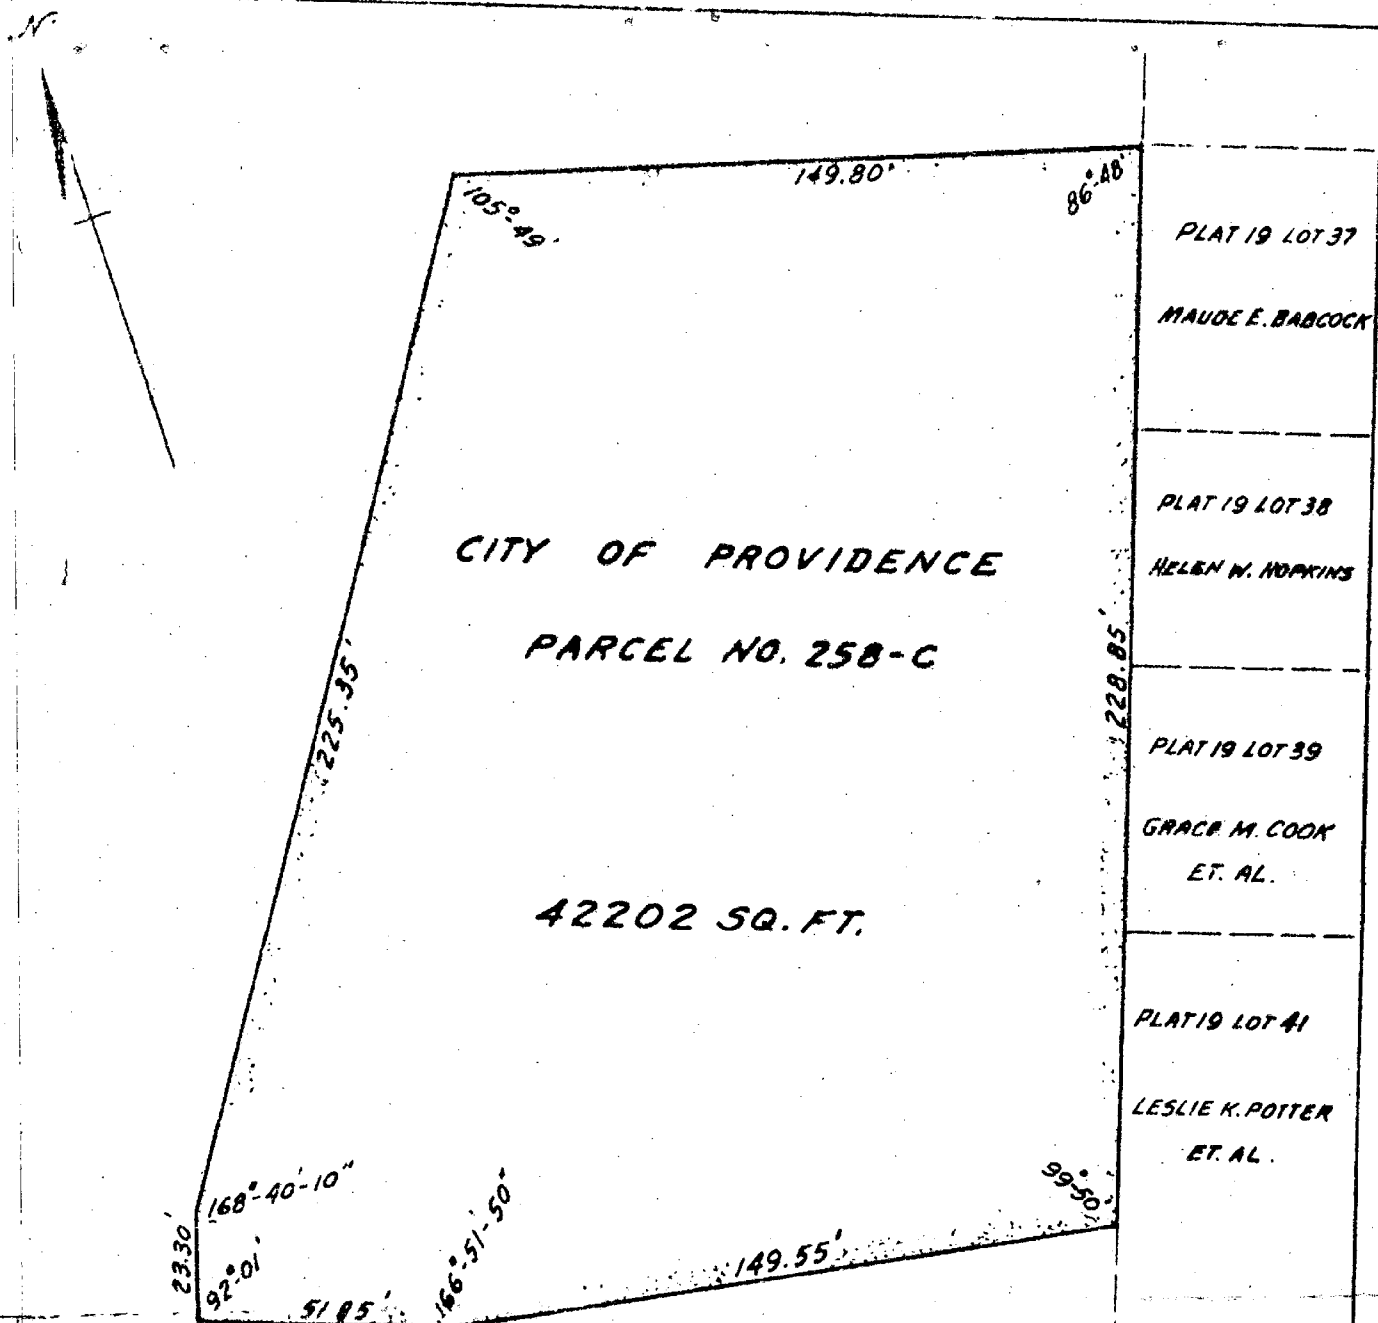 N
149.80'
105°-49'
86°-48'
PLAT 19 LOT 37
MAUDE E. BABCOCK
CITY OF PROVIDENCE
PARCEL NO. 258-C
PLAT 19 LOT 38
HELEN W. HOPKINS
225.35'
228.85'
PLAT 19 LOT 39
GRACE M. COOK
ET. AL.
42202 SQ. FT.
PLAT 19 LOT 41
LESLIE K. POTTER
ET. AL.
168°-40'-10"
99°-50'
23.30'
92°-01'
166°-51'-50"
149.55'